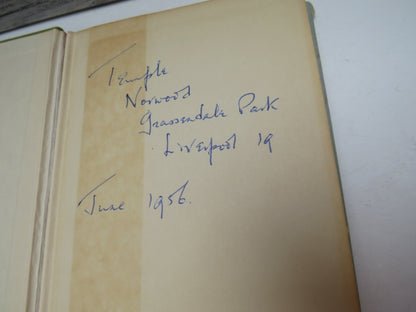 Temple
Norwood
Grassendale Park
Liverpool 19
June 1956.